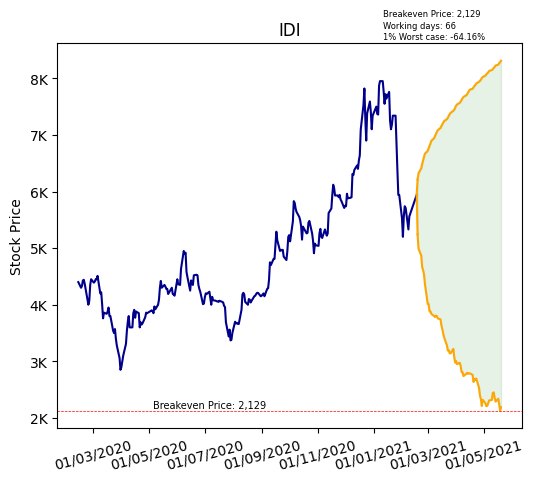 Breakeven Price: 2,129
Working days: 66
1% Worst case: -64.16%
IDI
Stock Price
8K
7K
6K
5K
4K
3K
2K
Breakeven Price: 2,129
01/03/2020
01/05/2020
01/07/2020
01/09/2020
01/11/2020
01/01/2021
01/03/2021
01/05/2021